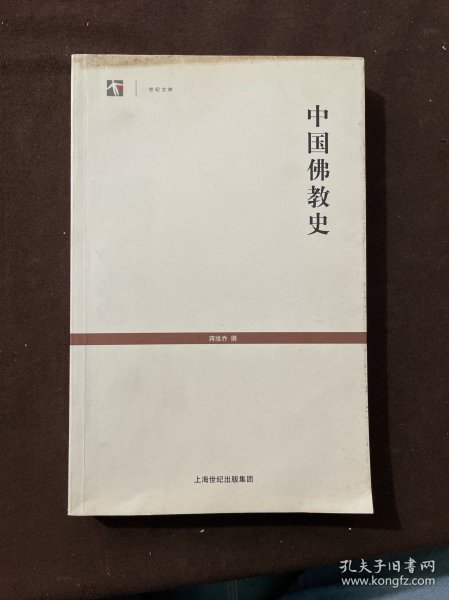 世纪文库
中国佛教史
蒋维乔 撰
上海世纪出版集团
孔夫子旧书网
www.kongfz.com